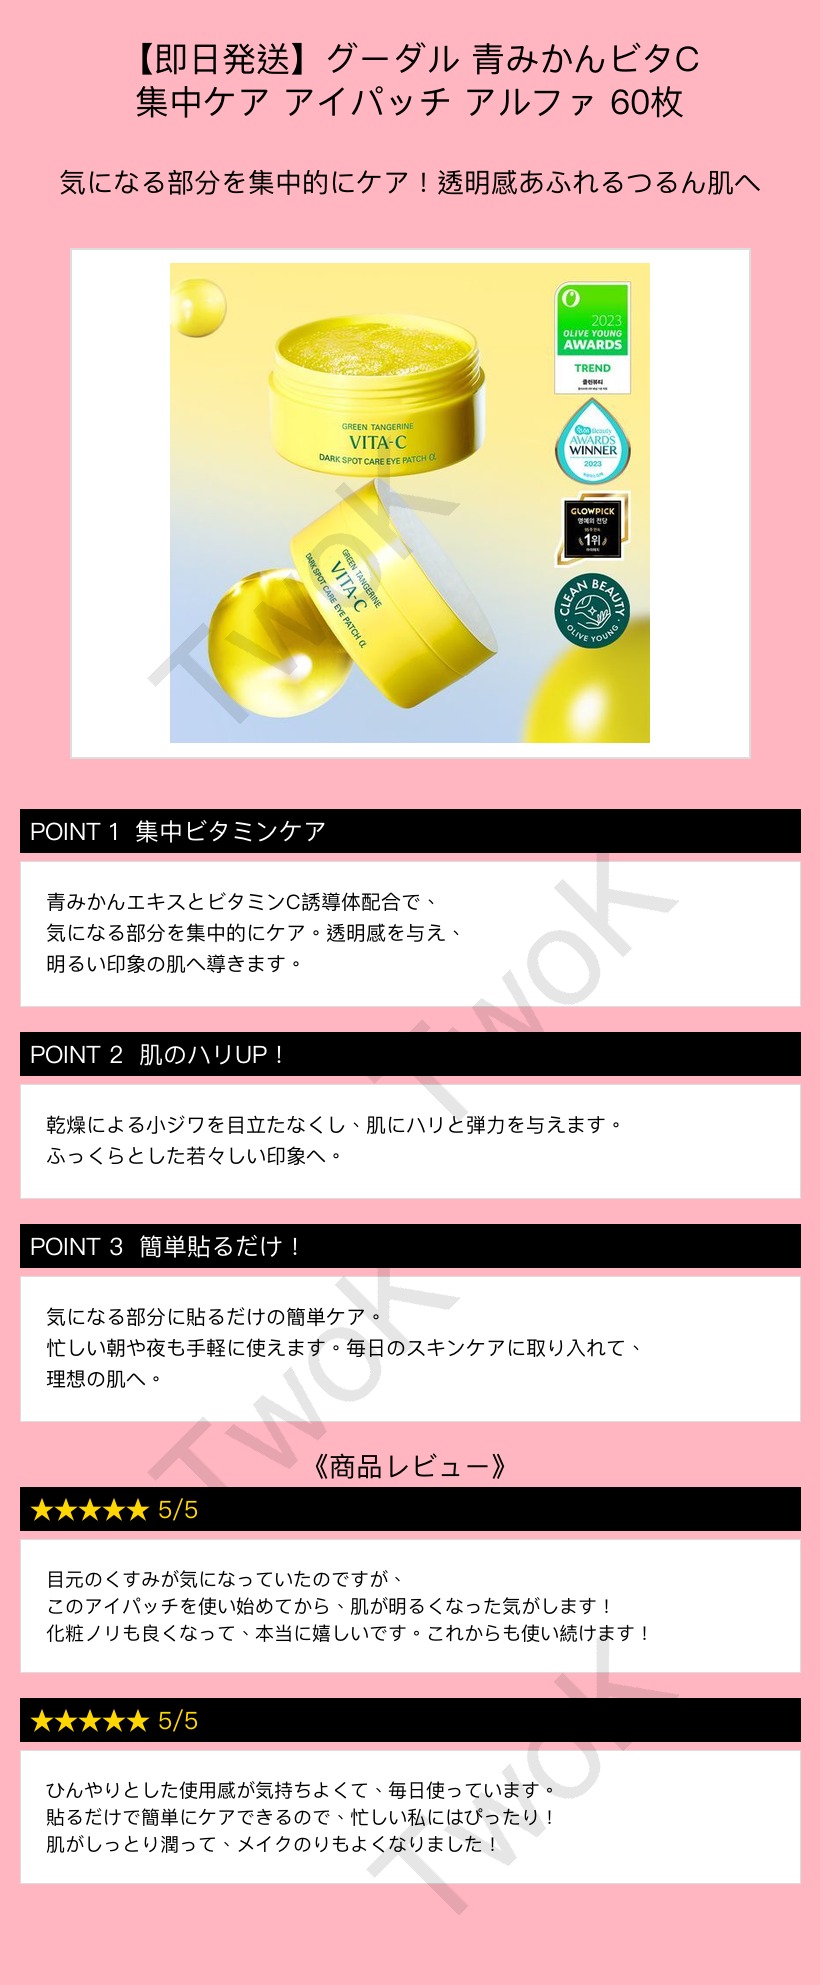 【即日発送】グーダル 青みかんビタC
集中ケア アイパッチ アルファ 60枚
気になる部分を集中的にケア！透明感あふれるつるん肌へ
2023
OLIVE YOUNG
AWARDS
TREND
클린뷰티
GREEN TANGERINE
VITA-C
DARK SPOT CARE EYE PATCH α
Beauty
AWARDS
WINNER
2023
GLOWPICK
명예의 전당
1위
GREEN TANGERINE
VITA-C
DARK SPOT CARE EYE PATCH α
CLEAN BEAUTY
OLIVE YOUNG
TwoK
POINT 1 集中ビタミンケア
青みかんエキスとビタミンC誘導体配合で、
気になる部分を集中的にケア。透明感を与え、
明るい印象の肌へ導きます。
TwoK
POINT 2 肌のハリUP！
乾燥による小ジワを目立たなくし、肌にハリと弾力を与えます。
ふっくらとした若々しい印象へ。
POINT 3 簡単貼るだけ！
気になる部分に貼るだけの簡単ケア。
忙しい朝や夜も手軽に使えます。毎日のスキンケアに取り入れて、
理想の肌へ。
TwoK
《商品レビュー》
★★★★★ 5/5
目元のくすみが気になっていたのですが、
このアイパッチを使い始めてから、肌が明るくなった気がします！
化粧ノリも良くなって、本当に嬉しいです。これからも使い続けます！
★★★★★ 5/5
ひんやりとした使用感が気持ちよくて、毎日使っています。
貼るだけで簡単にケアできるので、忙しい私にはぴったり！
肌がしっとり潤って、メイクのりもよくなりました！
TwoK